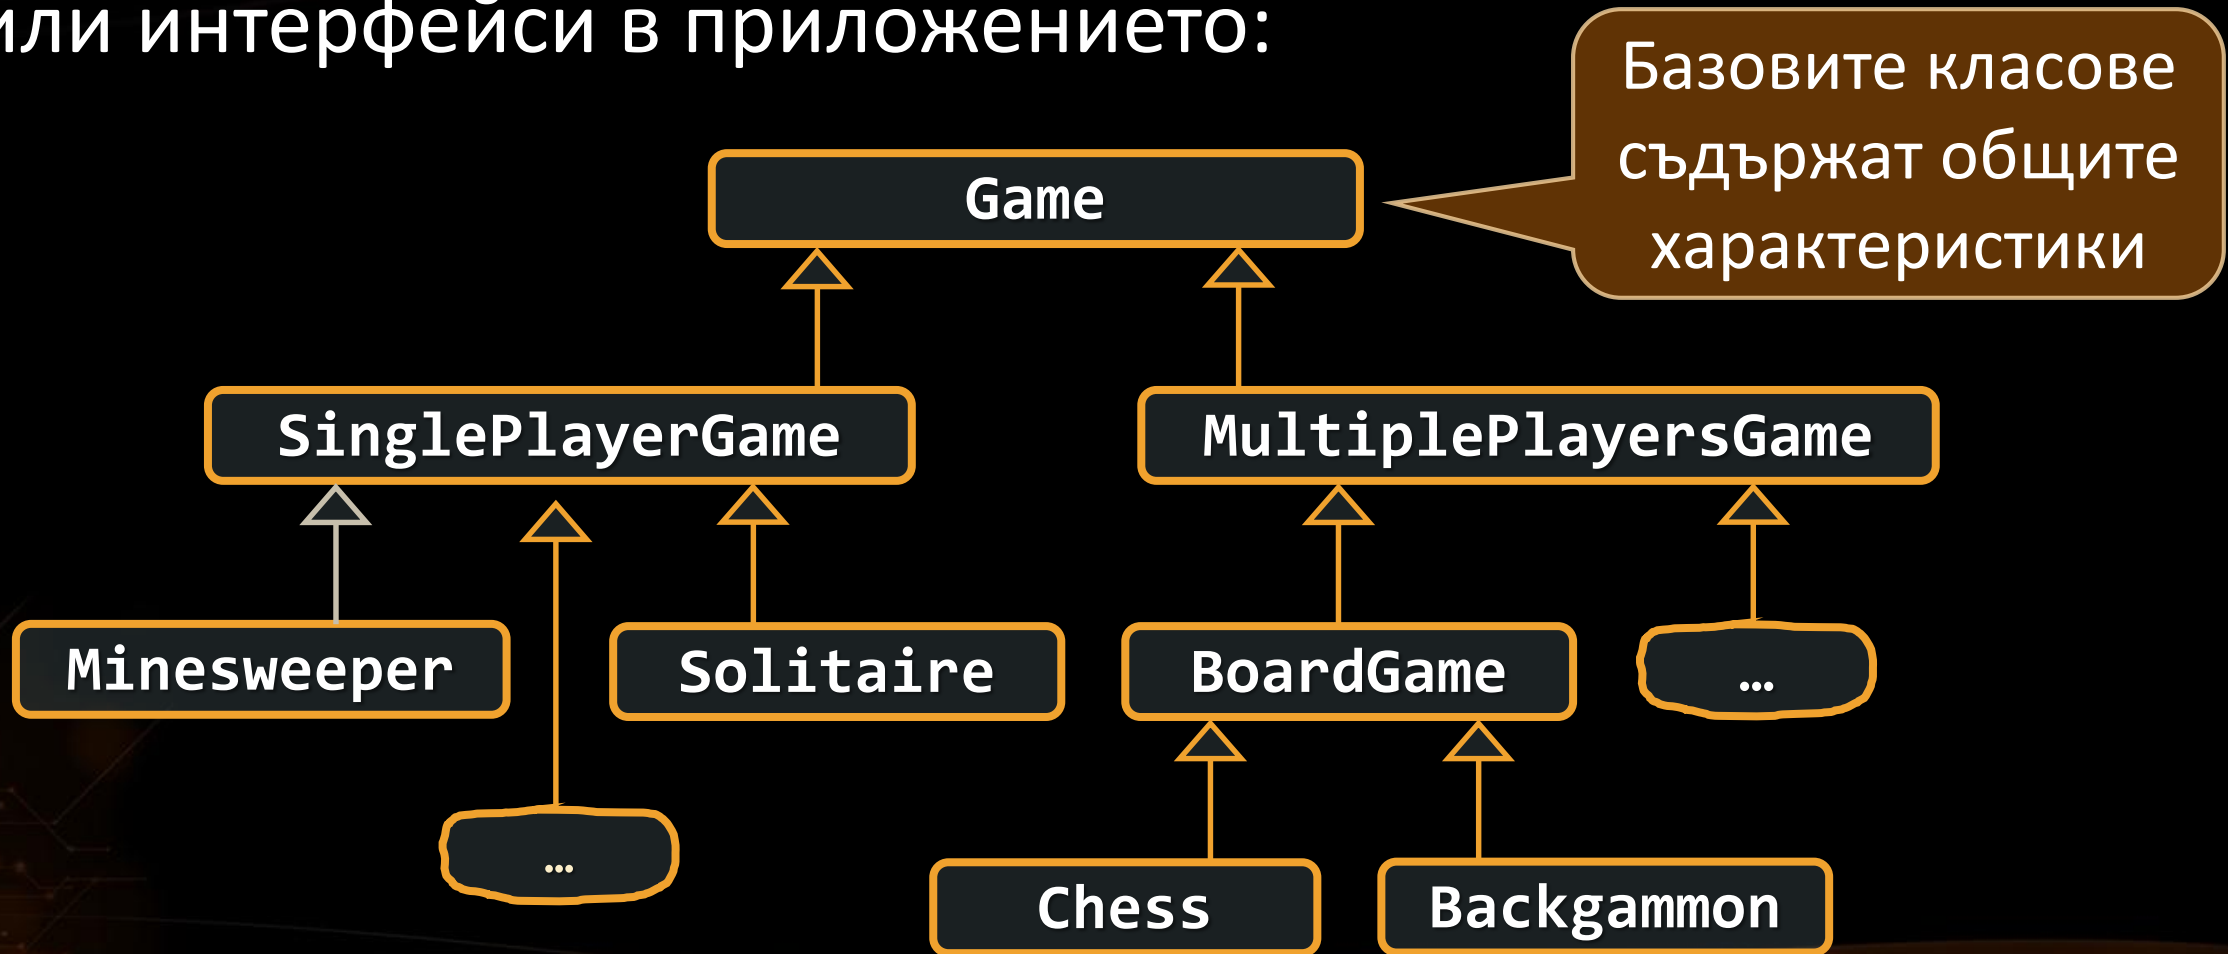 или интерфейси в приложението:
Базовите класове
съдържат общите
характеристики
Game
SinglePlayerGame
MultiplePlayersGame
Minesweeper
Solitaire
BoardGame
…
…
Chess
Backgammon